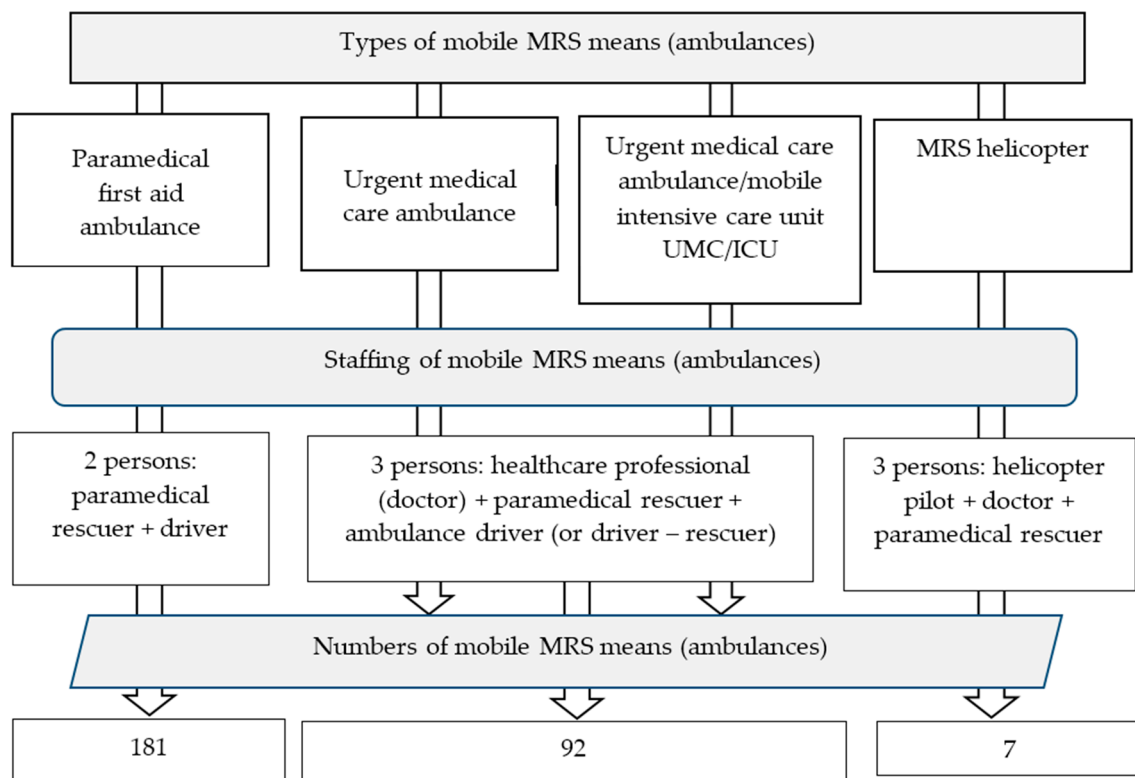 Types of mobile MRS means (ambulances)
Paramedical
first aid
ambulance
Urgent medical
care ambulance
Urgent medical care
ambulance/mobile
intensive care unit
UMC/ICU
MRS helicopter
Staffing of mobile MRS means (ambulances)
2 persons:
paramedical
rescuer + driver
3 persons: healthcare professional
(doctor) + paramedical rescuer +
ambulance driver (or driver – rescuer)
3 persons: helicopter
pilot + doctor +
paramedical rescuer
Numbers of mobile MRS means (ambulances)
181
92
7